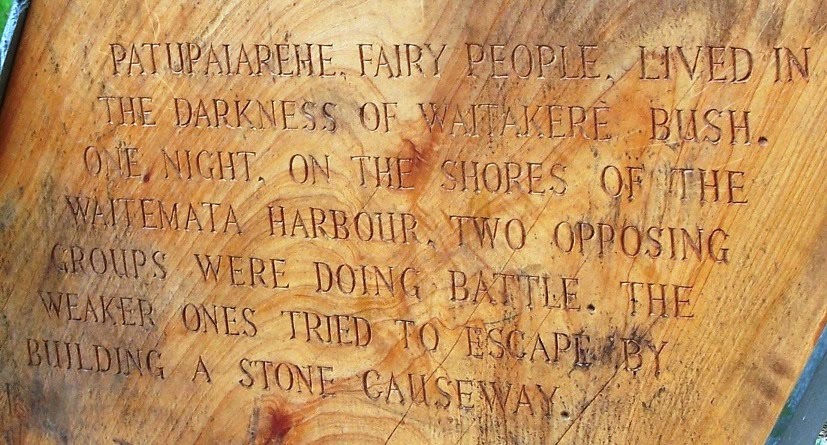 PATUPAIAREHE, FAIRY PEOPLE, LIVED IN
THE DARKNESS OF WAITAKERE BUSH.
ONE NIGHT, ON THE SHORES OF THE
WAITEMATA HARBOUR, TWO OPPOSING
GROUPS WERE DOING BATTLE. THE
WEAKER ONES TRIED TO ESCAPE BY
BUILDING A STONE CAUSEWAY